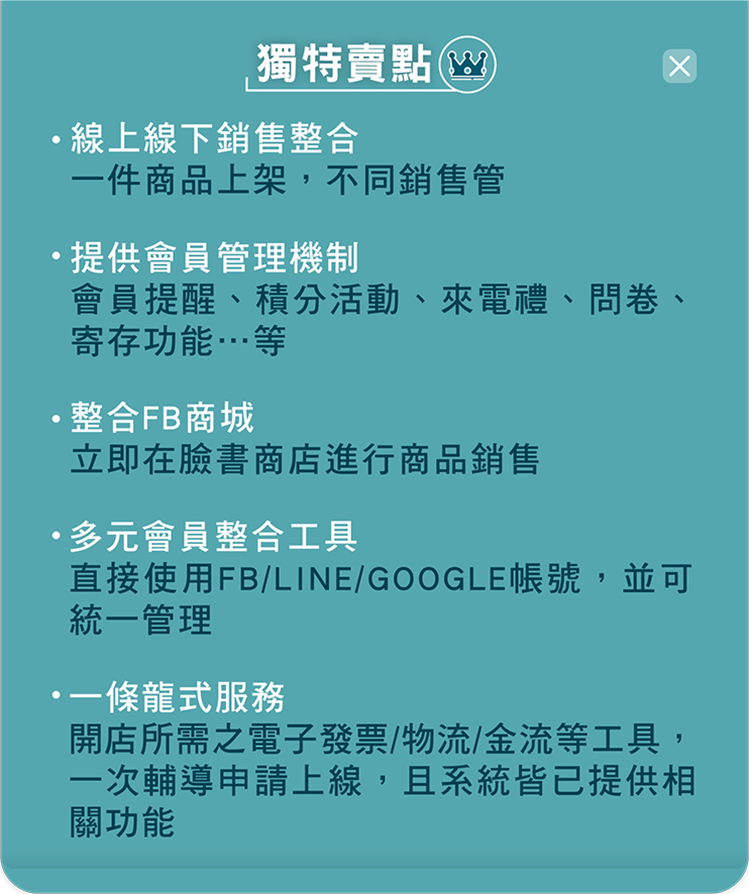 獨特賣點
・線上線下銷售整合
一件商品上架，不同銷售管
・提供會員管理機制
會員提醒、積分活動、來電禮、問卷、
寄存功能…等
・整合FB商城
立即在臉書商店進行商品銷售
・多元會員整合工具
直接使用FB/LINE/GOOGLE帳號，並可
統一管理
・一條龍式服務
開店所需之電子發票/物流/金流等工具，
一次輔導申請上線，且系統皆已提供相
關功能